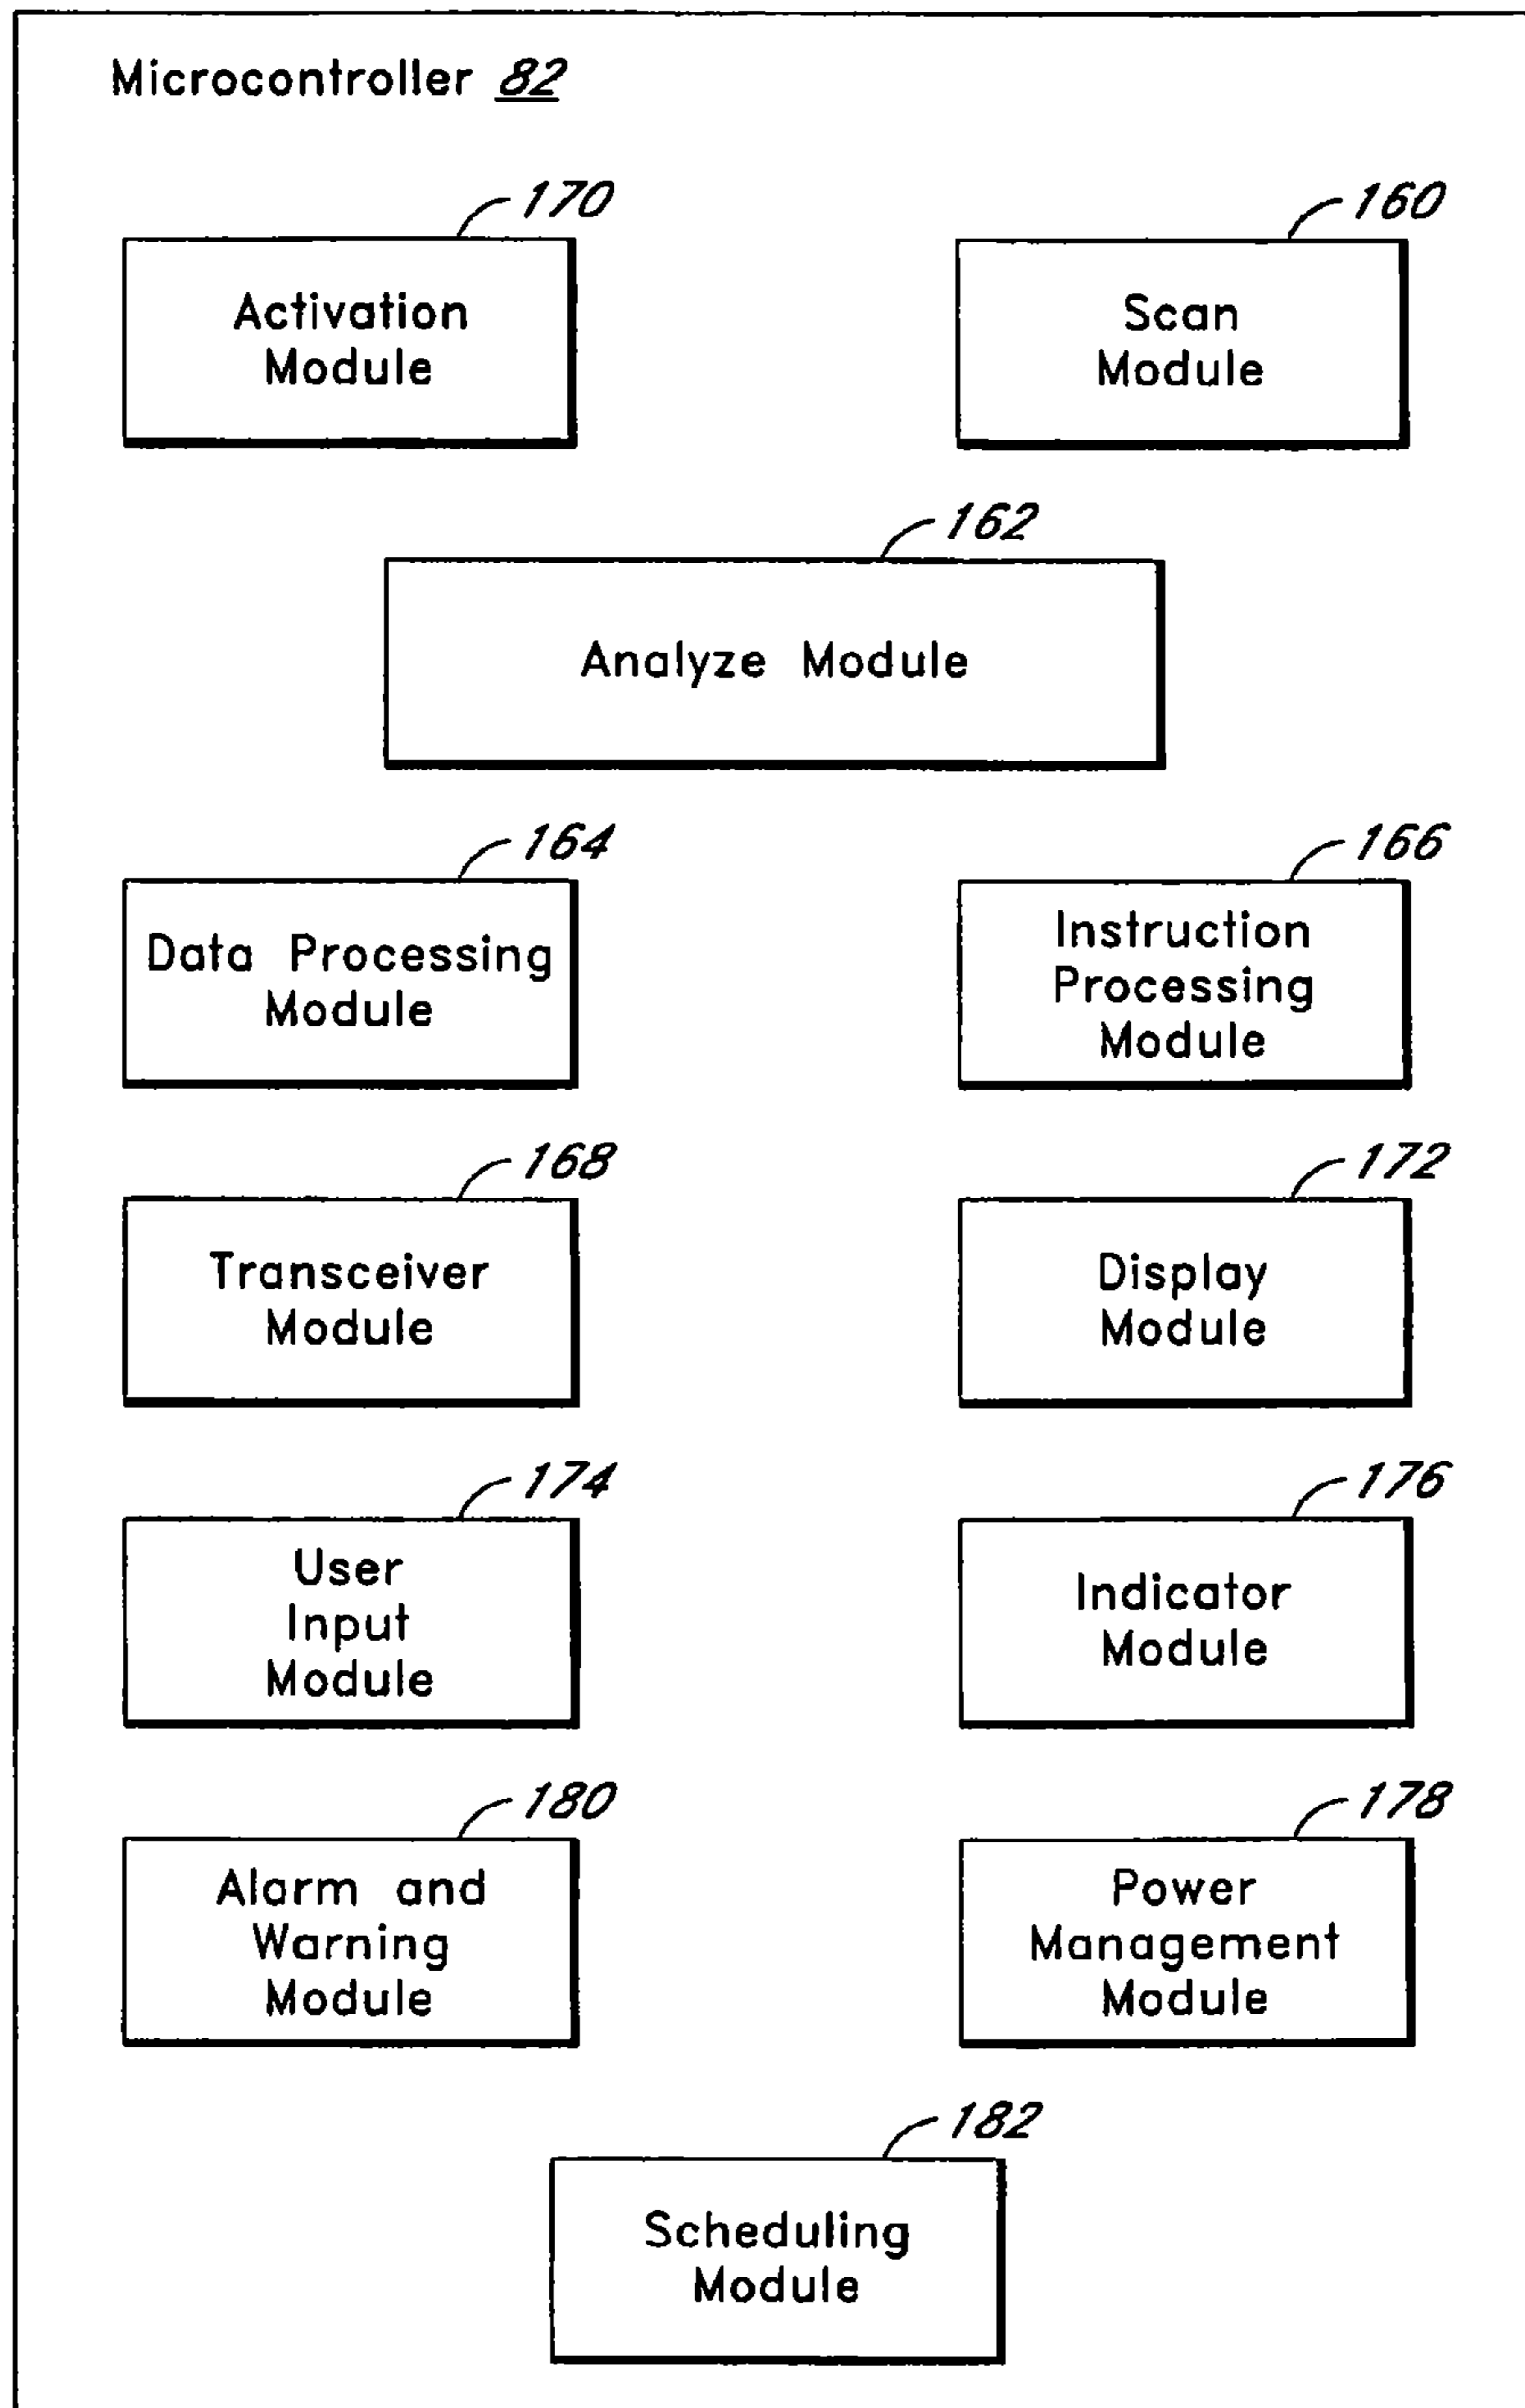 Microcontroller 82
170
160
Activation
Module
Scan
Module
162
Analyze Module
164
166
Data Processing
Module
Instruction
Processing
Module
168
172
Transceiver
Module
Display
Module
174
176
User
Input
Module
Indicator
Module
180
178
Alarm and
Warning
Module
Power
Management
Module
182
Scheduling
Module